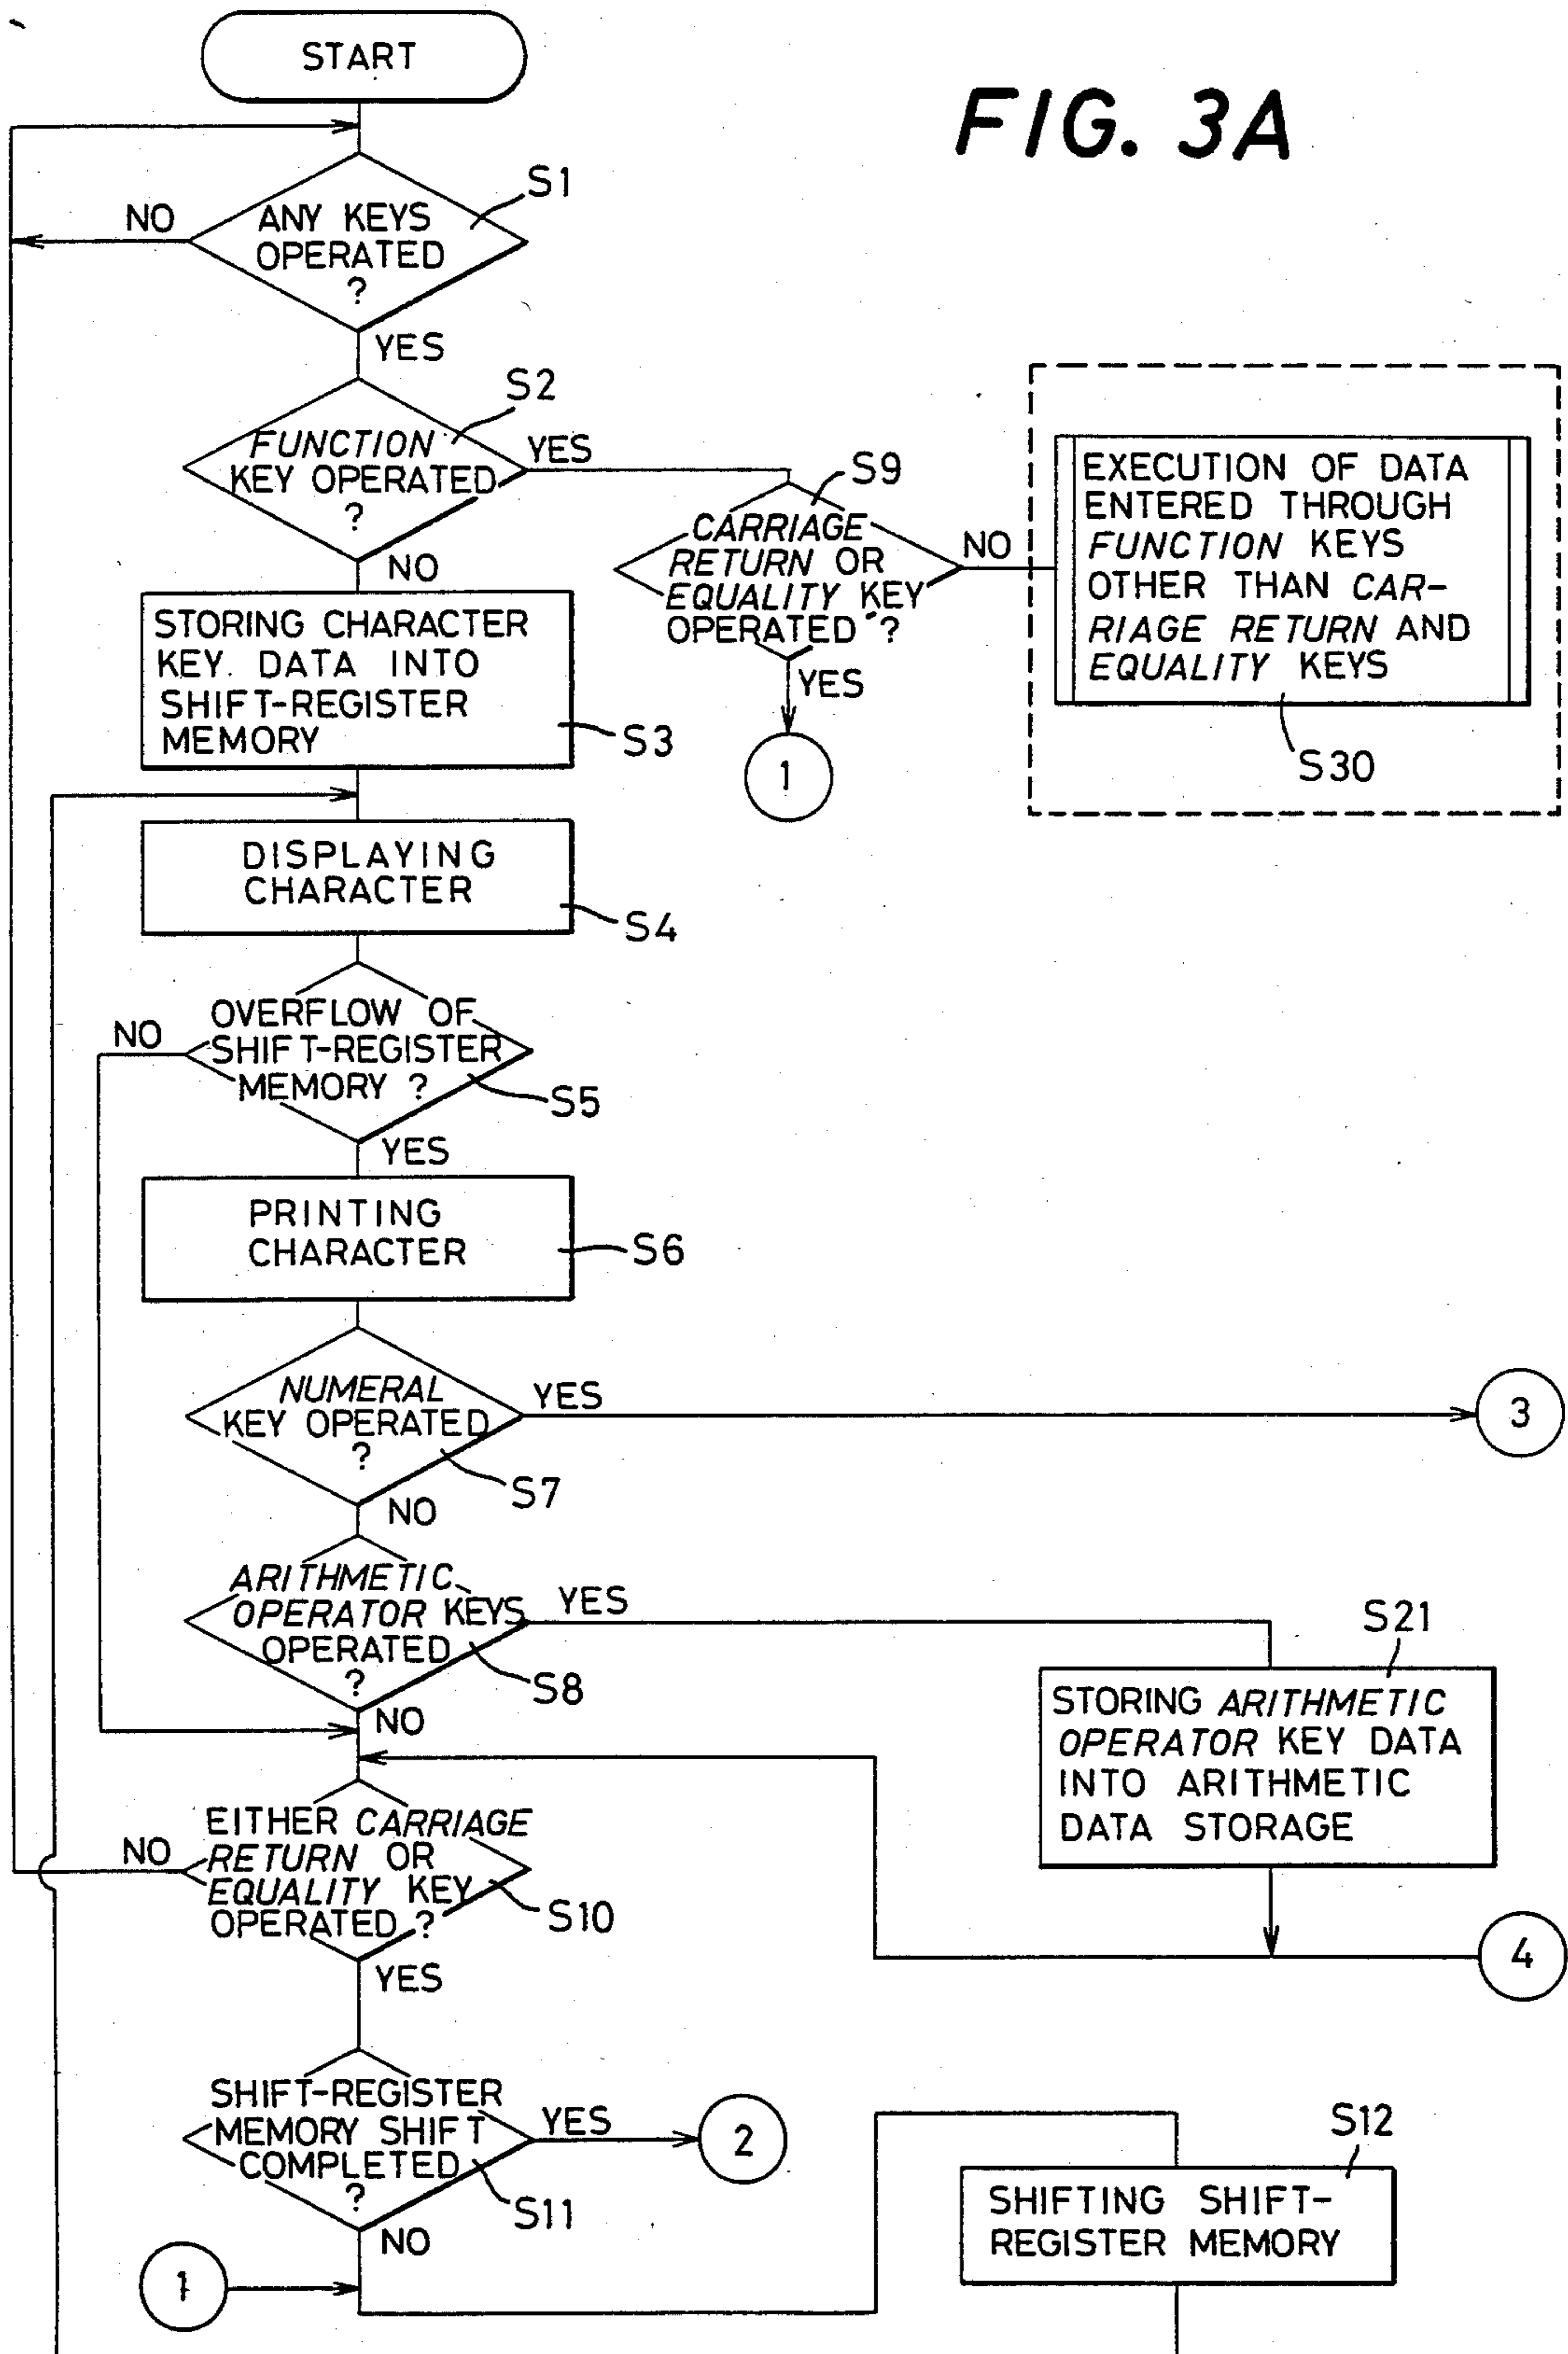 START
FIG. 3A
S1
NO
ANY KEYS
OPERATED
?
YES
S2
FUNCTION
KEY OPERATED
?
YES
NO
S9
CARRIAGE
RETURN OR
EQUALITY KEY
OPERATED ?
NO
YES
1
EXECUTION OF DATA
ENTERED THROUGH
FUNCTION KEYS
OTHER THAN CAR-
RIAGE RETURN AND
EQUALITY KEYS
S30
STORING CHARACTER
KEY DATA INTO
SHIFT-REGISTER
MEMORY
S3
DISPLAYING
CHARACTER
S4
NO
OVERFLOW OF
SHIFT-REGISTER
MEMORY ?
S5
YES
PRINTING
CHARACTER
S6
NUMERAL
KEY OPERATED
?
YES
3
S7
NO
ARITHMETIC
OPERATOR KEYS
OPERATED
?
YES
S8
NO
S21
STORING ARITHMETIC
OPERATOR KEY DATA
INTO ARITHMETIC
DATA STORAGE
4
NO
EITHER CARRIAGE
RETURN OR
EQUALITY KEY
OPERATED ?
S10
YES
SHIFT-REGISTER
MEMORY SHIFT
COMPLETED
?
YES
2
S11
NO
1
S12
SHIFTING SHIFT-
REGISTER MEMORY